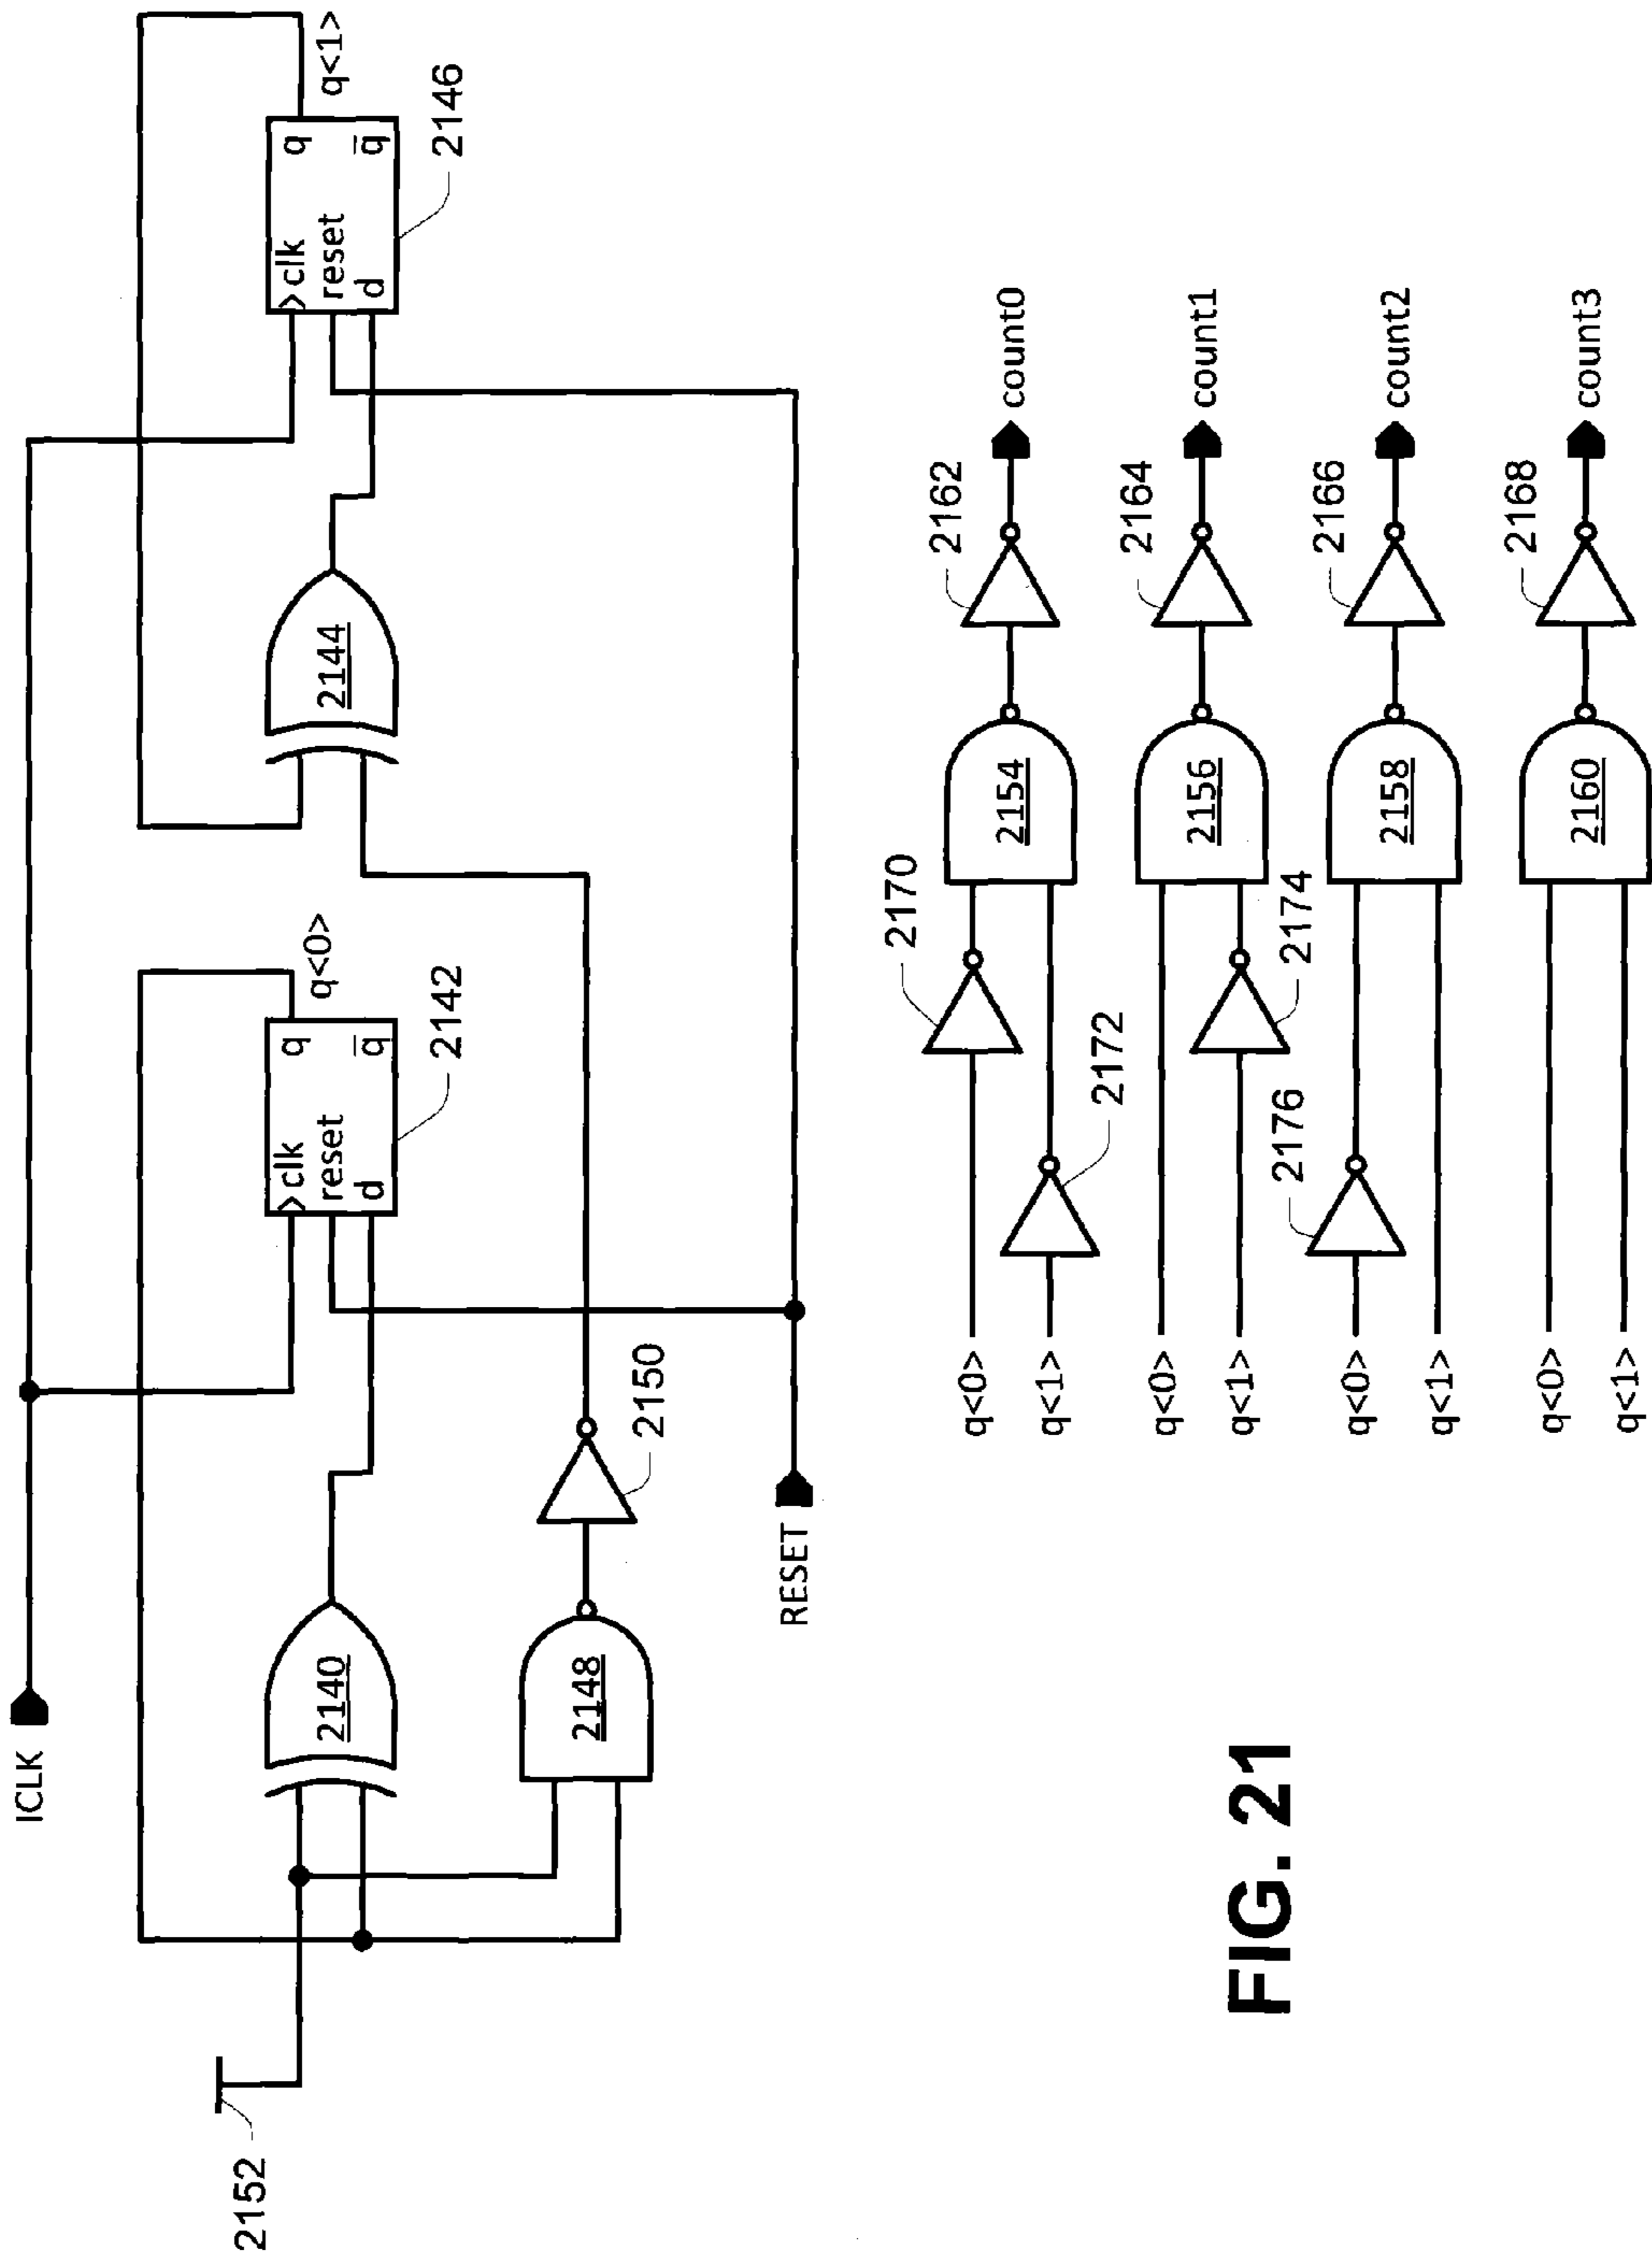 ICLK
2152
2140
clk
reset
d
q
q̅
q<0>
2142
2144
clk
reset
d
q
q̅
q<1>
2146
2148
2150
RESET
q<0>
q<1>
2170
2172
2154
2162
count0
q<0>
q<1>
2174
2156
2164
count1
q<0>
q<1>
2176
2158
2166
count2
q<0>
q<1>
2160
2168
count3
FIG. 21